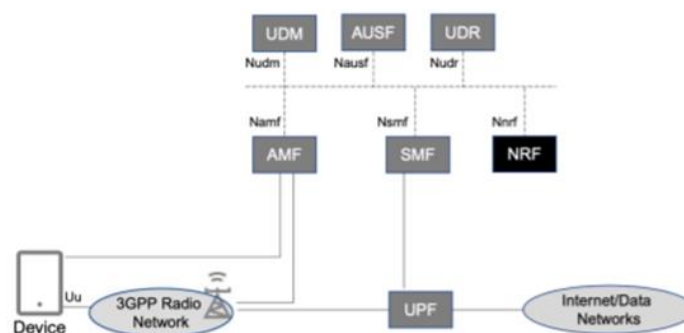 UDM AUSF UDR
Nudm Nausf Nudr
Namf Nsmf Nnrf
AMF SMF NRF
Uu 3GPP Radio
Network
UPF
Internet/Data
Networks
Device